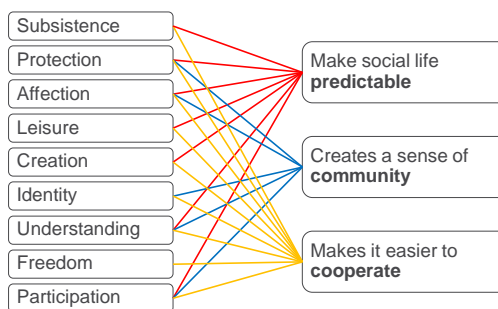 Subsistence
Protection
Affection
Leisure
Creation
Identity
Understanding
Freedom
Participation
Make social life
predictable
Creates a sense of
community
Makes it easier to
cooperate